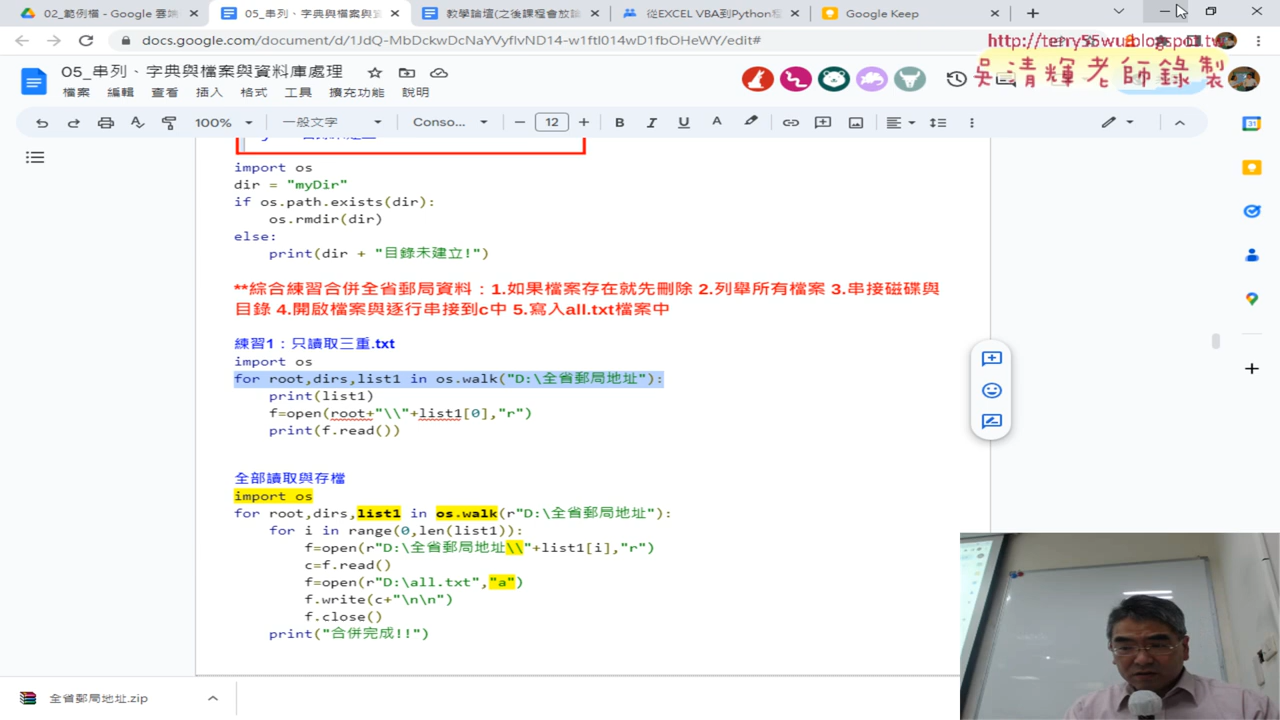 02_範例檔 - Google 雲端
05_串列、字典與檔案與資
教學論壇(之後課程會放論
從EXCEL VBA到Python程
Google Keep
docs.google.com/document/d/1JdQ-MbDckwDcNaYVyflvND14-w1ftl014wD1fbOHeWY/edit#
http://terry55wu.blogspot.tw
吳清輝老師錄製
05_串列、字典與檔案與資料庫處理
檔案 編輯 查看 插入 格式 工具 擴充功能 說明
100% 一般文字 Conso... 12 B I U A
import os
dir = "myDir"
if os.path.exists(dir):
os.rmdir(dir)
else:
print(dir + "目錄未建立!")
**綜合練習合併全省郵局資料：1.如果檔案存在就先刪除 2.列舉所有檔案 3.串接磁碟與
目錄 4.開啟檔案與逐行串接到c中 5.寫入all.txt檔案中
練習1：只讀取三重.txt
import os
for root,dirs,list1 in os.walk("D:\全省郵局地址"):
print(list1)
f=open(root+"\\"+list1[0],"r")
print(f.read())
全部讀取與存檔
import os
for root,dirs,list1 in os.walk(r"D:\全省郵局地址"):
for i in range(0,len(list1)):
f=open(r"D:\全省郵局地址\\"+list1[i],"r")
c=f.read()
f=open(r"D:\all.txt","a")
f.write(c+"\n\n")
f.close()
print("合併完成!!")
全省郵局地址.zip
31